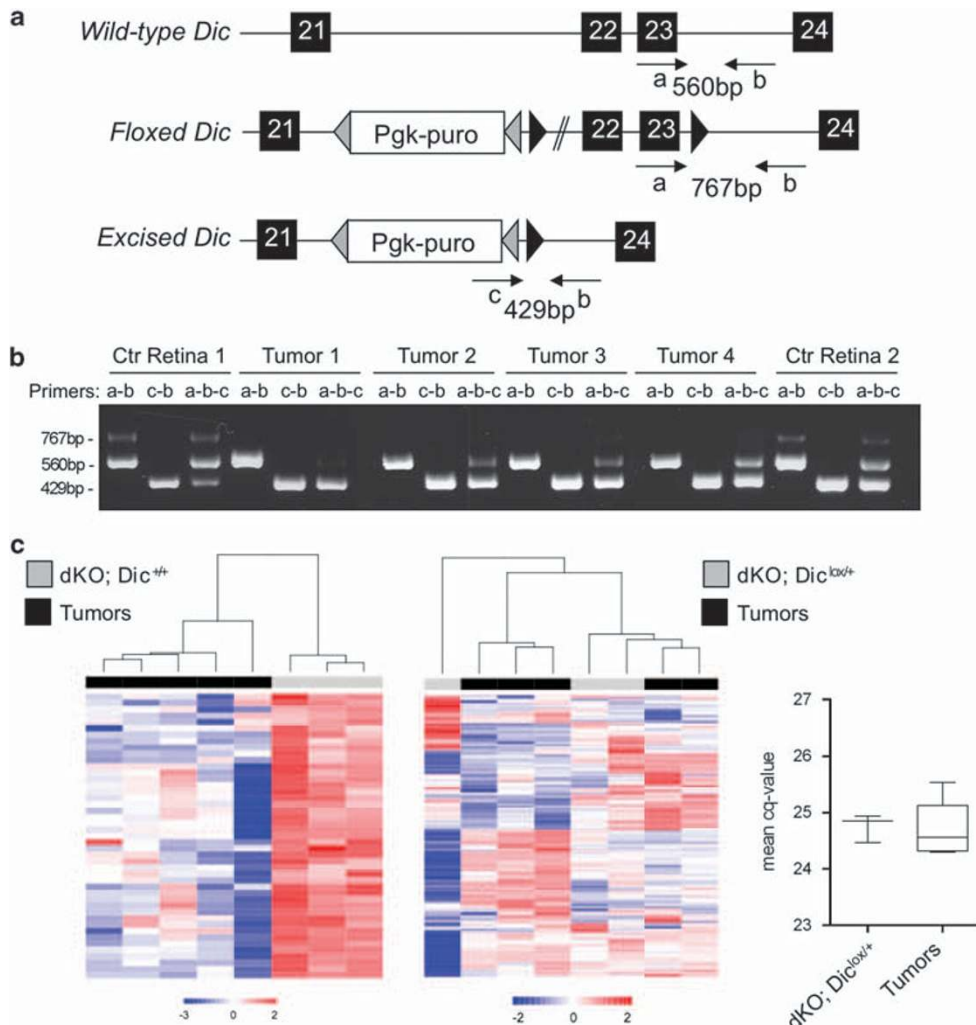 a
Wild-type Dic 21 22 23 24
a 560bp b
Floxed Dic 21 Pgk-puro 22 23 24
a 767bp b
Excised Dic 21 Pgk-puro 24
c 429bp b
b
Ctr Retina 1 Tumor 1 Tumor 2 Tumor 3 Tumor 4 Ctr Retina 2
Primers: a-b c-b a-b-c a-b c-b a-b-c a-b c-b a-b-c a-b c-b a-b-c a-b c-b a-b-c a-b c-b a-b-c
767bp -
560bp -
429bp -
c
dKO; Dic+/+
Tumors
-3 0 2
dKO; Diclox/+
Tumors
-2 0 2
mean cq-value
27
26
25
24
23
dKO; Diclox/+
Tumors